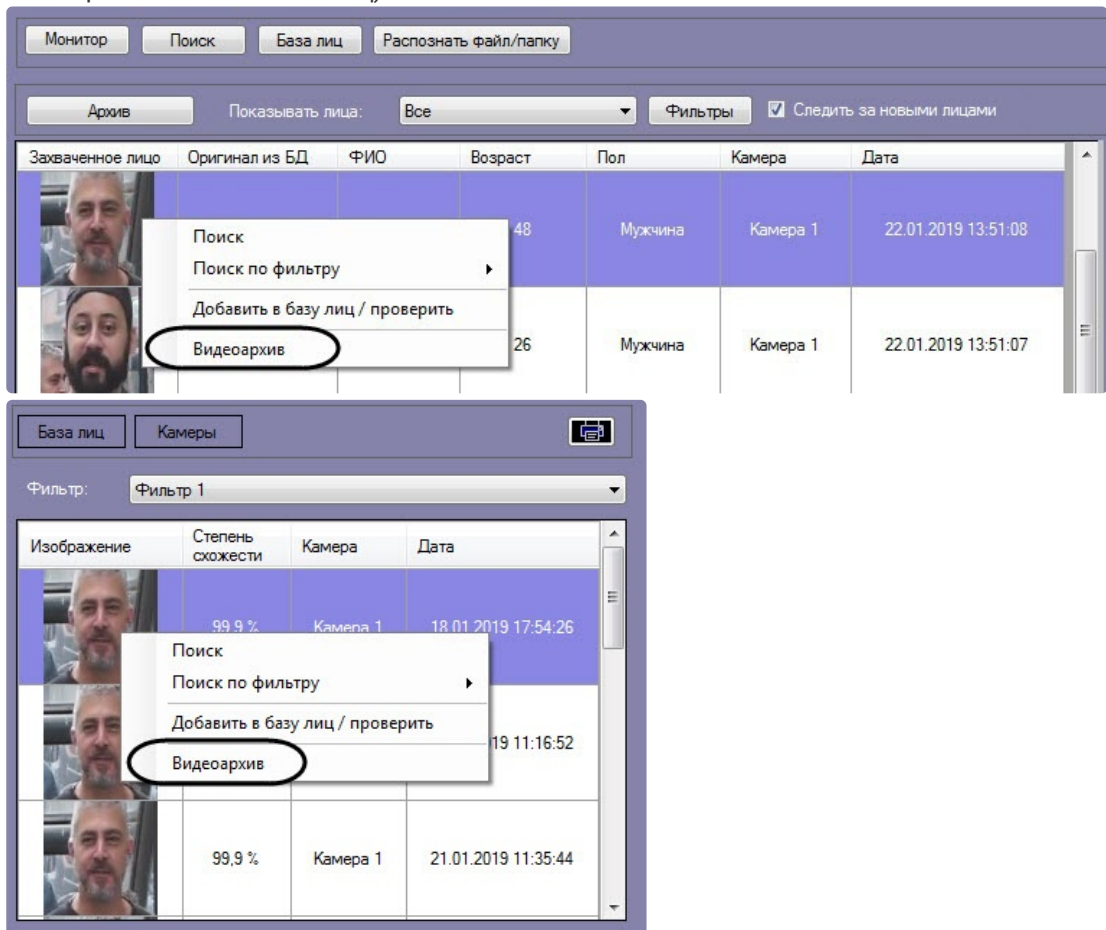 Монитор Поиск База лиц Распознать файл/папку
Архив Показывать лица: Все Фильтры Следить за новыми лицами
Захваченное лицо Оригинал из БД ФИО Возраст Пол Камера Дата
48 Мужчина Камера 1 22.01.2019 13:51:08
Поиск
Поиск по фильтру
Добавить в базу лиц / проверить
Видеоархив
26 Мужчина Камера 1 22.01.2019 13:51:07
База лиц Камеры
Фильтр: Фильтр 1
Изображение Степень схожести Камера Дата
99,9 % Камера 1 18.01.2019 17:54:26
Поиск
Поиск по фильтру
Добавить в базу лиц / проверить
19 11:16:52
Видеоархив
99,9 % Камера 1 21.01.2019 11:35:44